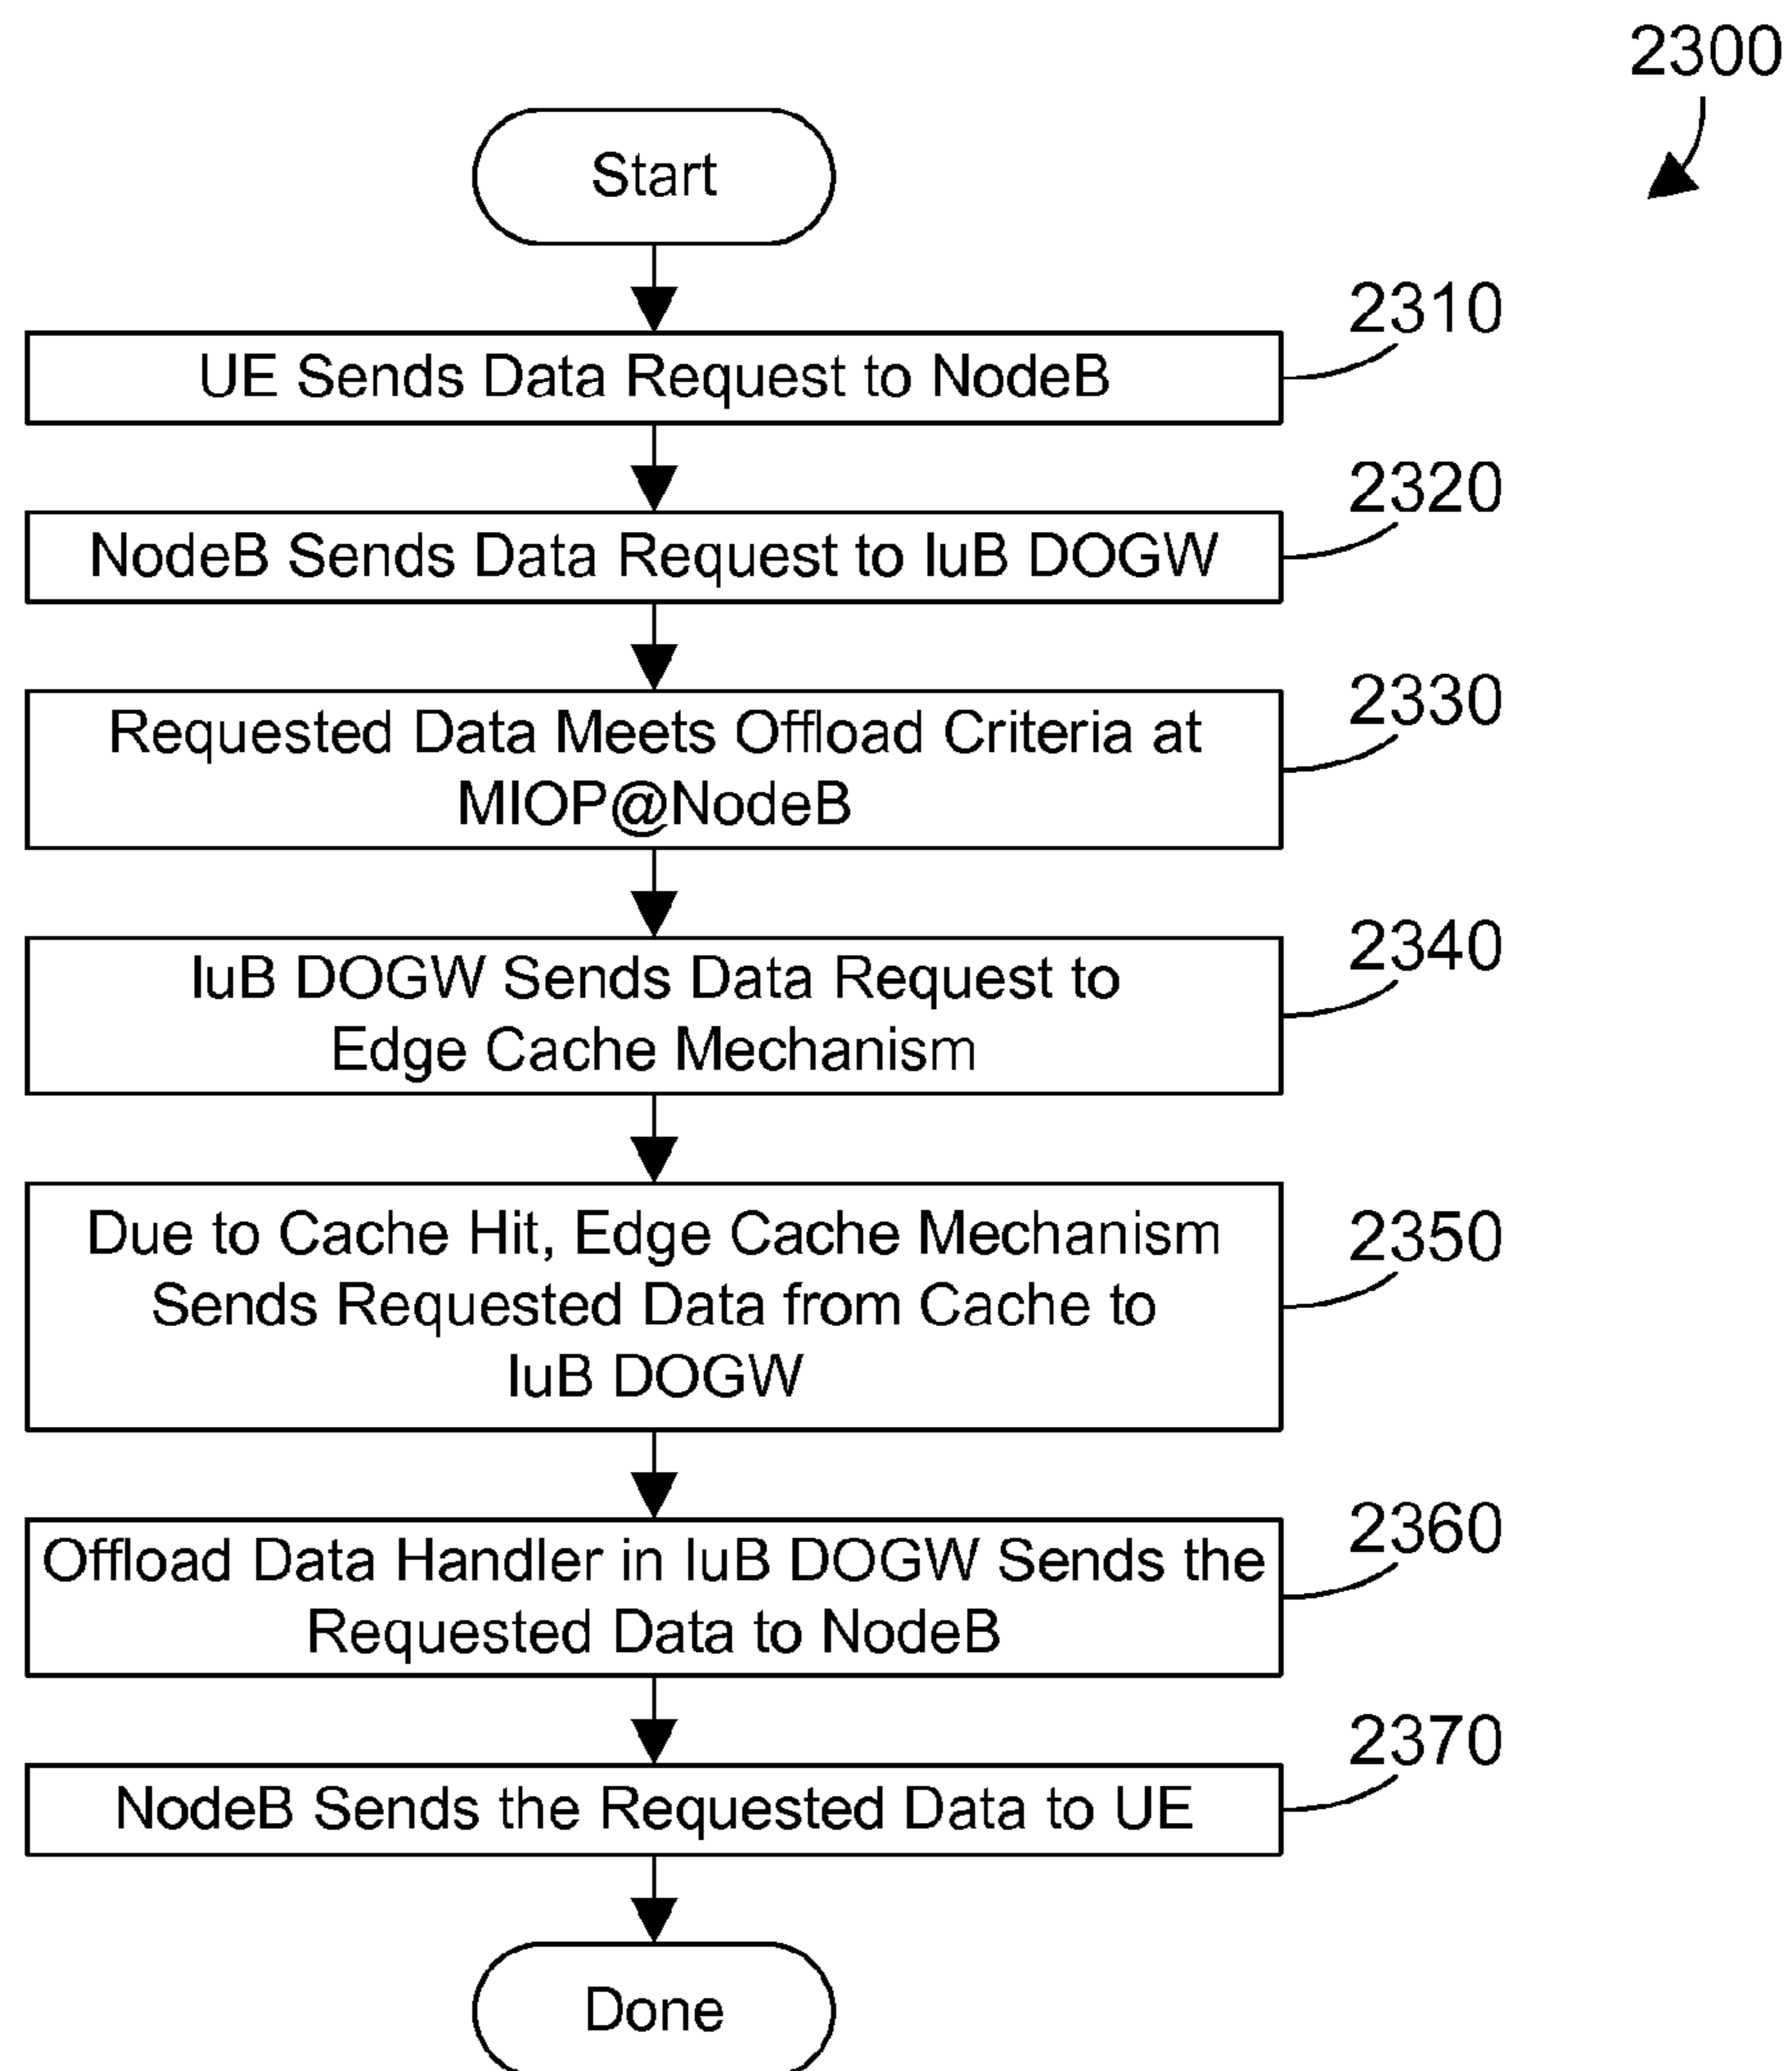 2300
Start
2310
UE Sends Data Request to NodeB
2320
NodeB Sends Data Request to IuB DOGW
2330
Requested Data Meets Offload Criteria at
MIOP@NodeB
2340
IuB DOGW Sends Data Request to
Edge Cache Mechanism
2350
Due to Cache Hit, Edge Cache Mechanism
Sends Requested Data from Cache to
IuB DOGW
2360
Offload Data Handler in IuB DOGW Sends the
Requested Data to NodeB
2370
NodeB Sends the Requested Data to UE
Done